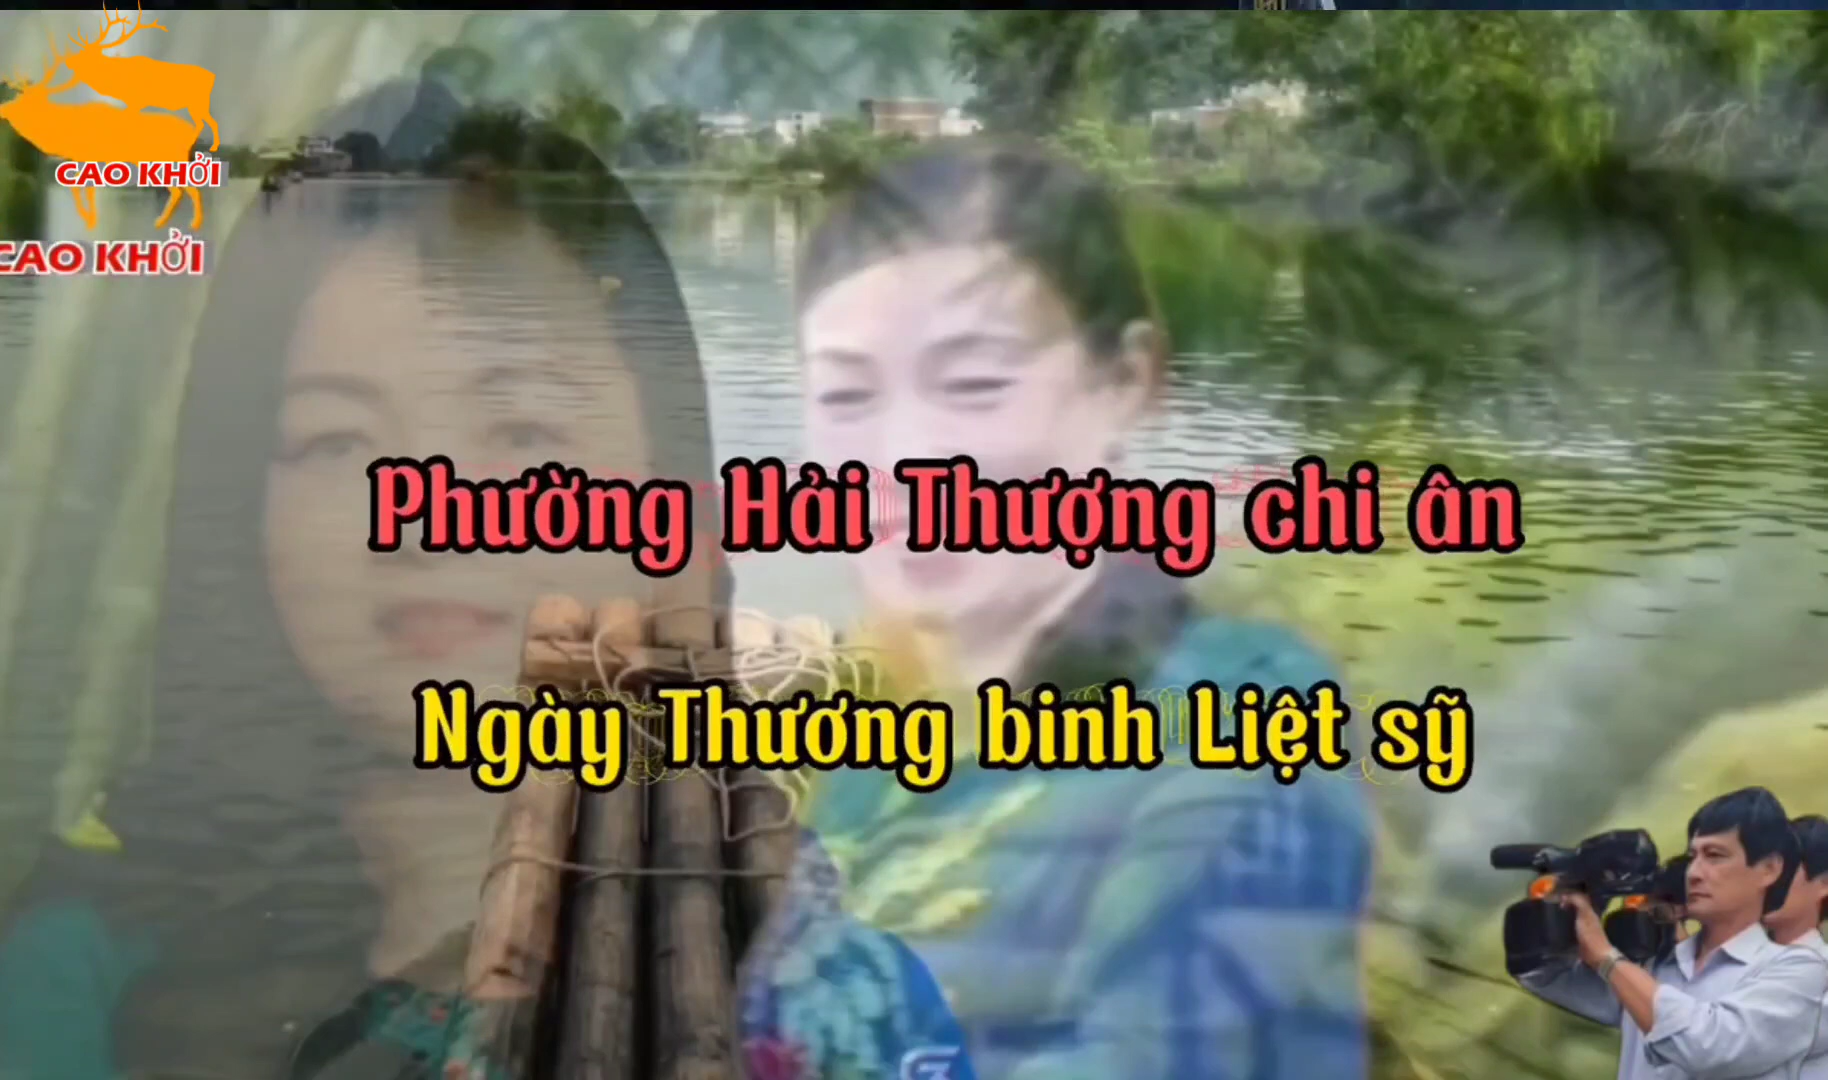 CAO KHỞI
CAO KHỞI
Phường Hải Thượng chi ân
Ngày Thương binh Liệt sỹ